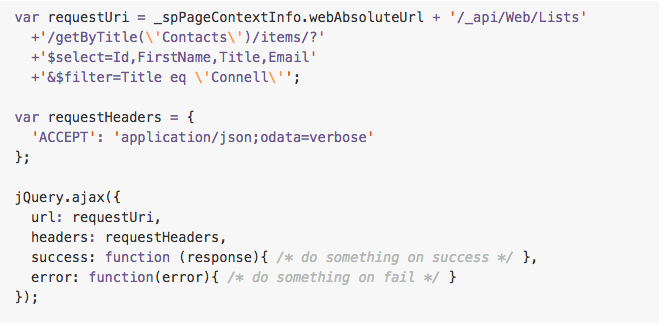 var requestUri = _spPageContextInfo.webAbsoluteUrl + '/_api/Web/Lists'
  +'/getByTitle(\'Contacts\')/items/?'
  +'$select=Id,FirstName,Title,Email'
  +'&$filter=Title eq \'Connell\'';

var requestHeaders = {
  'ACCEPT': 'application/json;odata=verbose'
};

jQuery.ajax({
  url: requestUri,
  headers: requestHeaders,
  success: function (response){ /* do something on success */ },
  error: function(error){ /* do something on fail */ }
});